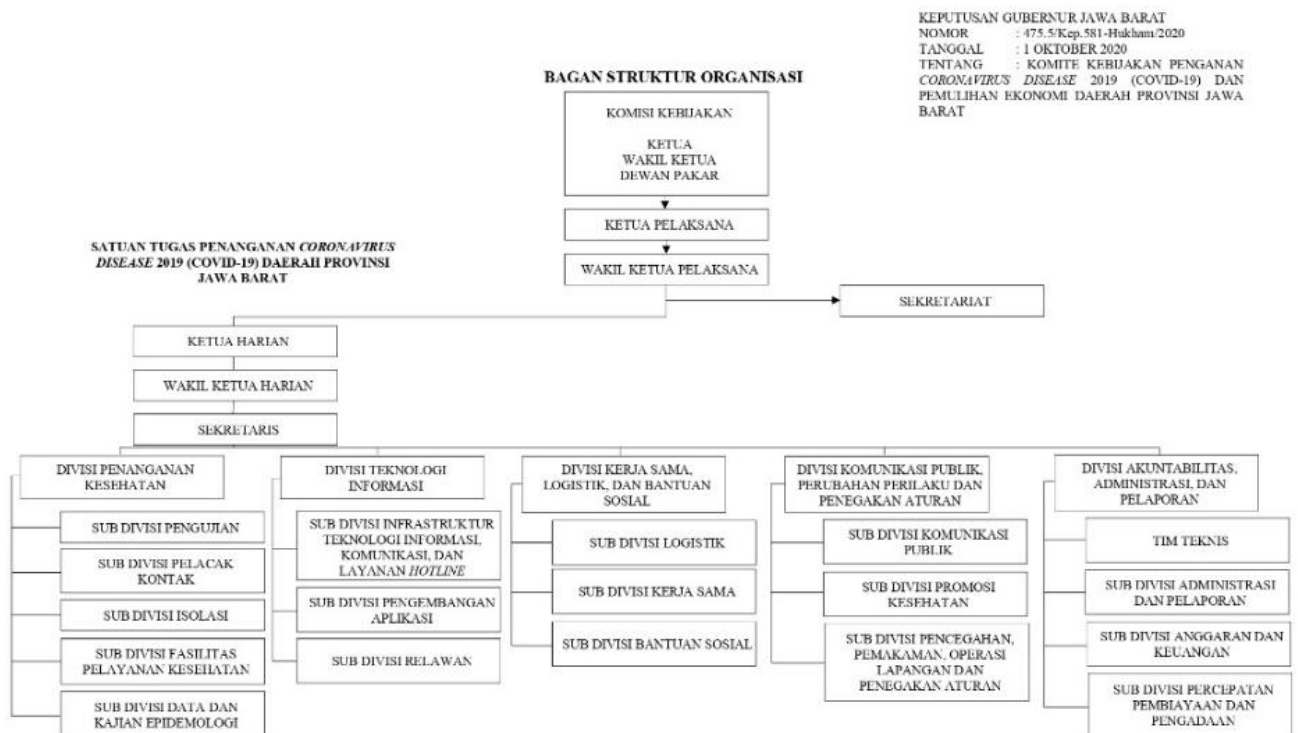 KEPUTUSAN GUBERNUR JAWA BARAT
NOMOR : 475.5/Kep.581-Hukham/2020
TANGGAL : 1 OKTOBER 2020
TENTANG : KOMITE KEBIJAKAN PENGANAN
CORONAVIRUS DISEASE 2019 (COVID-19) DAN
PEMULIHAN EKONOMI DAERAH PROVINSI JAWA
BARAT
BAGAN STRUKTUR ORGANISASI
KOMISI KEBIJAKAN
KETUA
WAKIL KETUA
DEWAN PAKAR
KETUA PELAKSANA
WAKIL KETUA PELAKSANA
SATUAN TUGAS PENANGANAN CORONAVIRUS
DISEASE 2019 (COVID-19) DAERAH PROVINSI
JAWA BARAT
SEKRETARIAT
KETUA HARIAN
WAKIL KETUA HARIAN
SEKRETARIS
DIVISI PENANGANAN
KESEHATAN
SUB DIVISI PENGUJIAN
SUB DIVISI PELACAK
KONTAK
SUB DIVISI ISOLASI
SUB DIVISI FASILITAS
PELAYANAN KESEHATAN
SUB DIVISI DATA DAN
KAJIAN EPIDEMOLOGI
DIVISI TEKNOLOGI
INFORMASI
SUB DIVISI INFRASTRUKTUR
TEKNOLOGI INFORMASI,
KOMUNIKASI, DAN
LAYANAN HOTLINE
SUB DIVISI PENGEMBANGAN
APLIKASI
SUB DIVISI RELAWAN
DIVISI KERJA SAMA,
LOGISTIK, DAN BANTUAN
SOSIAL
SUB DIVISI LOGISTIK
SUB DIVISI KERJA SAMA
SUB DIVISI BANTUAN SOSIAL
DIVISI KOMUNIKASI PUBLIK,
PERUBAHAN PERILAKU DAN
PENEGAKAN ATURAN
SUB DIVISI KOMUNIKASI
PUBLIK
SUB DIVISI PROMOSI
KESEHATAN
SUB DIVISI PENCEGAHAN,
PEMAKAMAN, OPERASI
LAPANGAN DAN
PENEGAKAN ATURAN
DIVISI AKUNTABILITAS,
ADMINISTRASI, DAN
PELAPORAN
TIM TEKNIS
SUB DIVISI ADMINISTRASI
DAN PELAPORAN
SUB DIVISI ANGGARAN DAN
KEUANGAN
SUB DIVISI PERCEPATAN
PEMBIAYAAN DAN
PENGADAAN